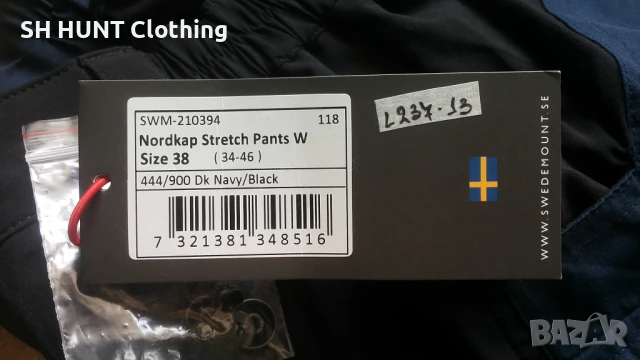 SH HUNT Clothing
SWM-210394 118
Nordkap Stretch Pants W
Size 38 ( 34-46 )
444/900 Dk Navy/Black
7 321381 348516
L237-13
WWW.SWEDEMOUNT.SE
BAZAR